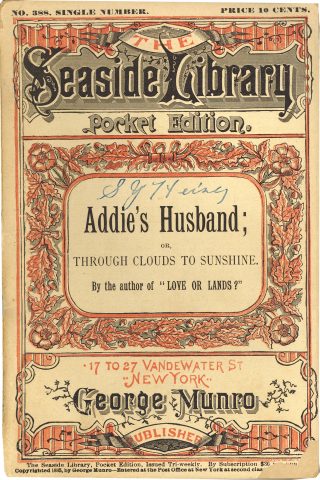 NO. 388. SINGLE NUMBER. PRICE 10 CENTS.
THE
Seaside Library
Pocket Edition.
Addie's Husband;
OR,
THROUGH CLOUDS TO SUNSHINE.
By the author of "LOVE OR LANDS?"
17 TO 27 VANDEWATER ST
NEW YORK
George Munro
PUBLISHER
The Seaside Library, Pocket Edition, Issued Tri-weekly. By Subscription $36
Copyrighted 1885, by George Munro—Entered at the Post Office at New York at second clas